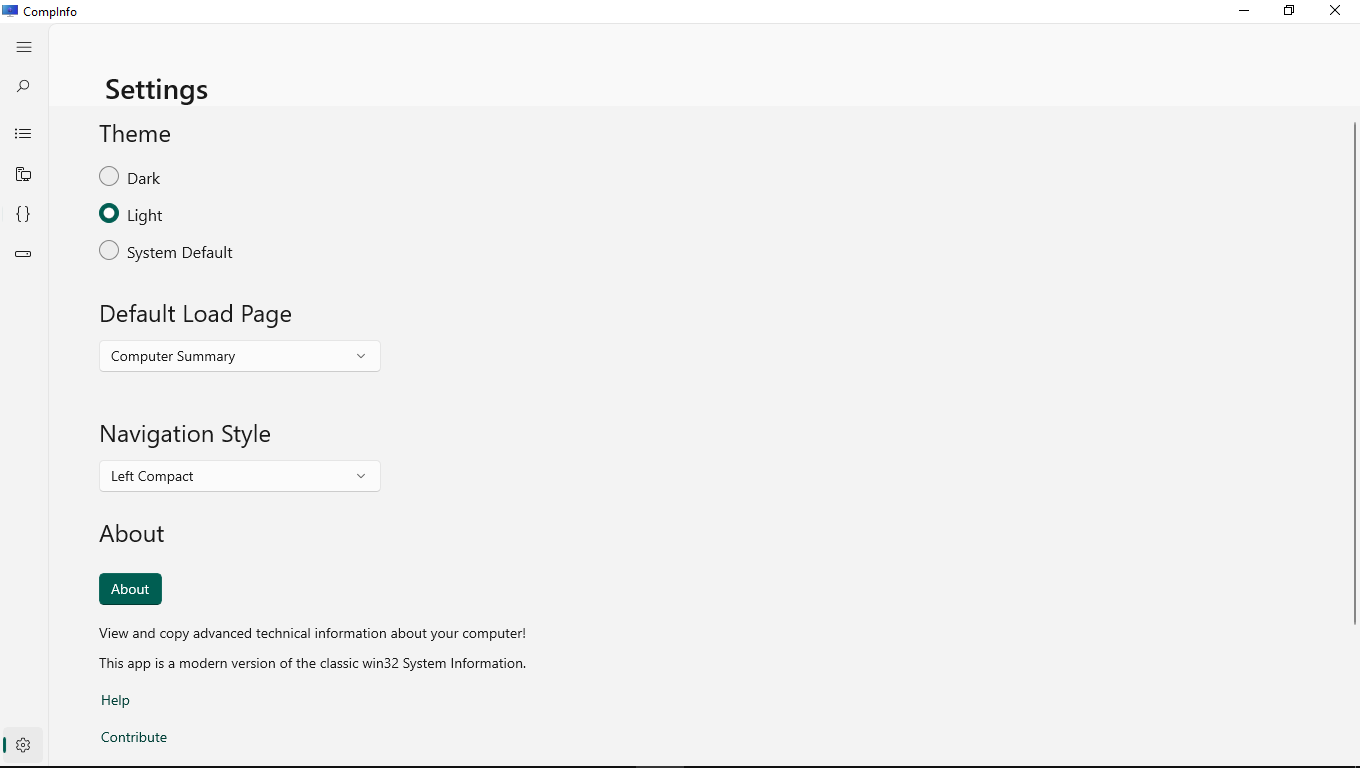 CompInfo
Settings
Theme
Dark
Light
System Default
Default Load Page
Computer Summary
Navigation Style
Left Compact
About
About
View and copy advanced technical information about your computer!
This app is a modern version of the classic win32 System Information.
Help
Contribute